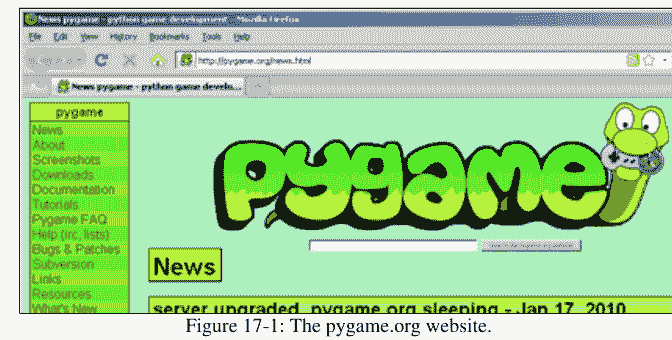 News pygame - python game development - Mozilla Firefox
File Edit View History Bookmarks Tools Help
http://pygame.org/news.html
News pygame - python game develo...
pygame
News
About
Screenshots
Downloads
Documentation
Tutorials
Pygame FAQ
Help (irc, lists)
Bugs & Patches
Subversion
Links
Resources
What's New
pygame
News
server upgraded, pygame.org sleeping - Jan 17, 2010
Figure 17-1: The pygame.org website.